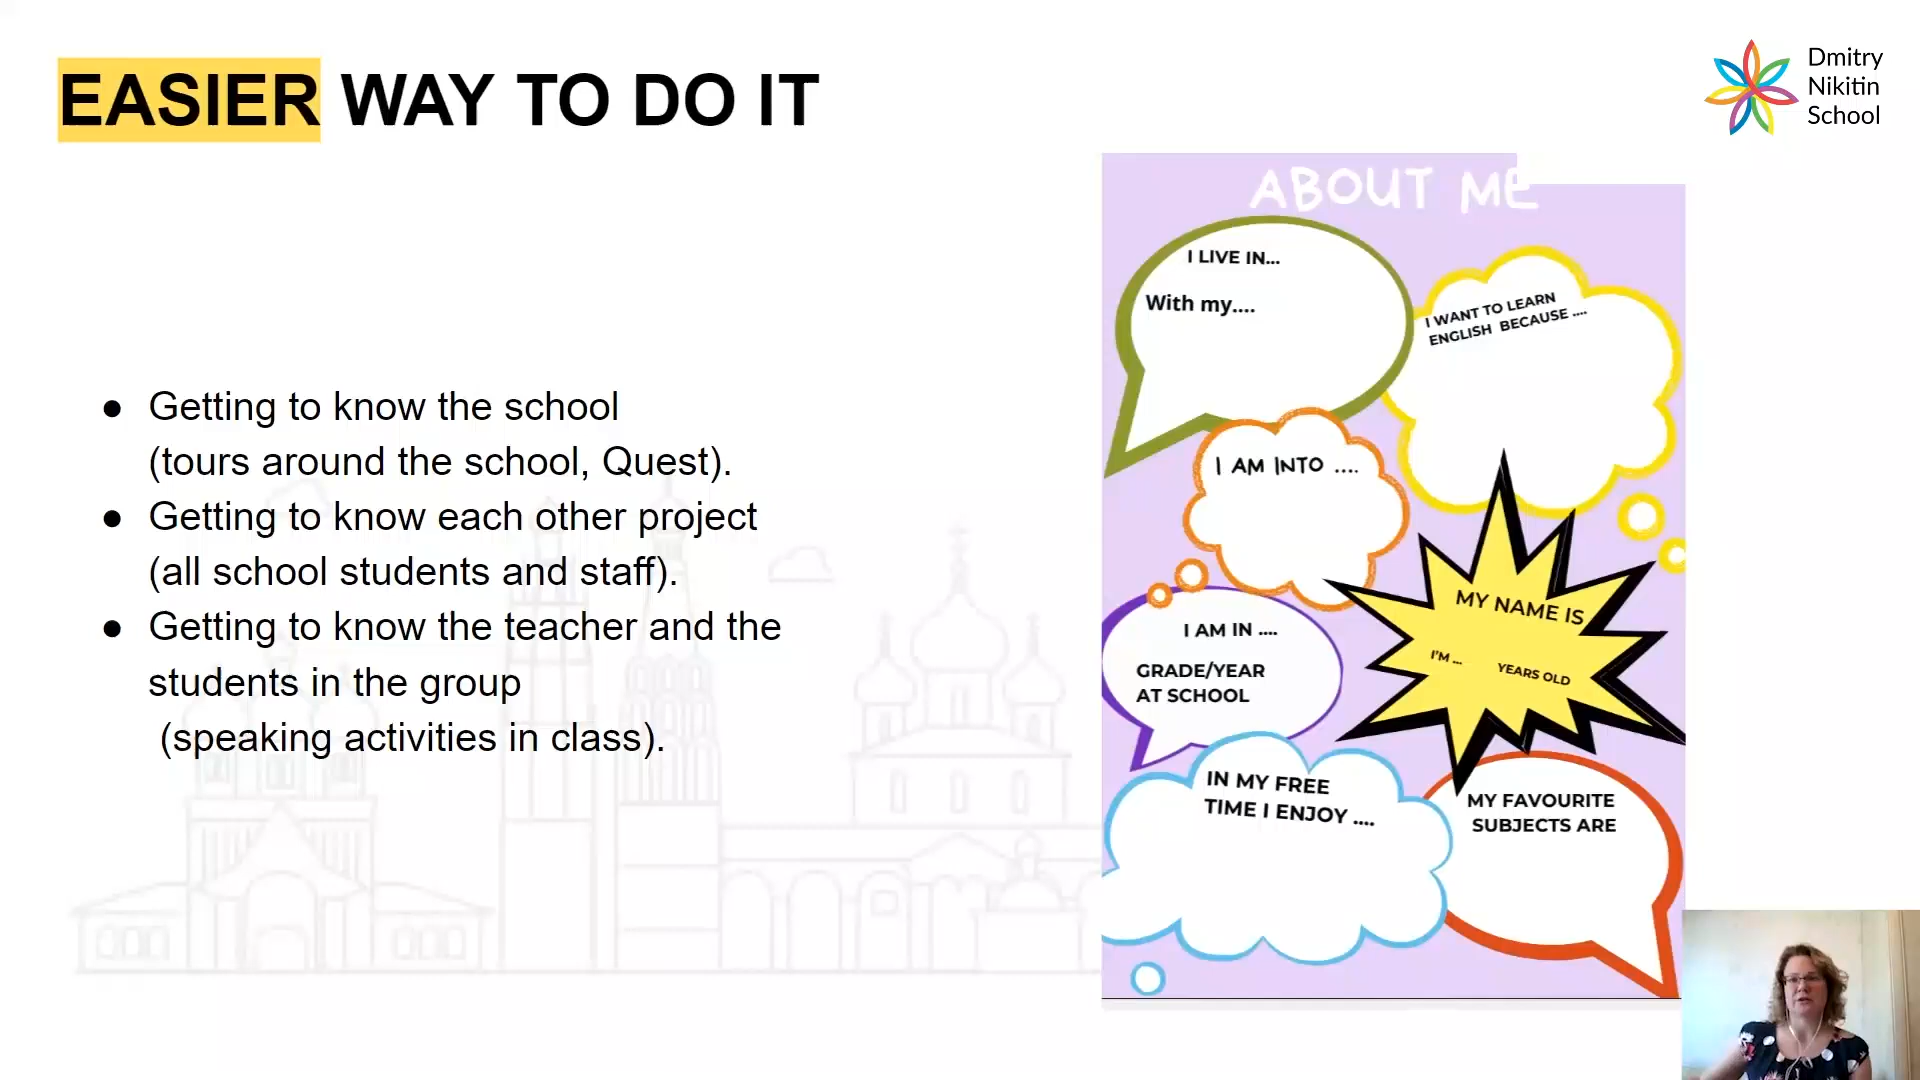 EASIER WAY TO DO IT
Dmitry
Nikitin
School
● Getting to know the school
(tours around the school, Quest).
● Getting to know each other project
(all school students and staff).
● Getting to know the teacher and the
students in the group
(speaking activities in class).
ABOUT ME
I LIVE IN...
With my....
I WANT TO LEARN
ENGLISH BECAUSE ....
I AM INTO ....
MY NAME IS
I'M ... YEARS OLD
I AM IN ....
GRADE/YEAR
AT SCHOOL
IN MY FREE
TIME I ENJOY ....
MY FAVOURITE
SUBJECTS ARE